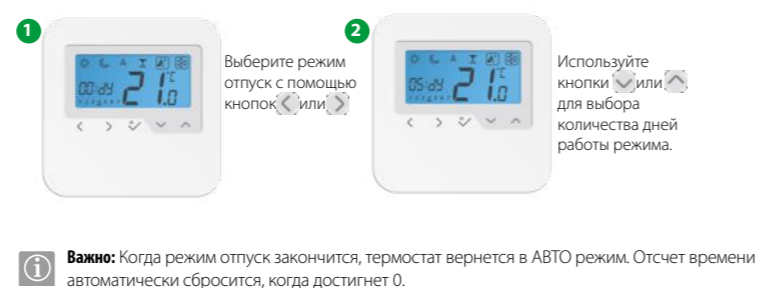 1
2
Выберите режим
отпуск с помощью
кнопок < или >
Используйте
кнопки или
для выбора
количества дней
работы режима.
00:dy 21.0 °C
05:dy 21.0 °C
Важно: Когда режим отпуск закончится, термостат вернется в АВТО режим. Отсчет времени
автоматически сбросится, когда достигнет 0.